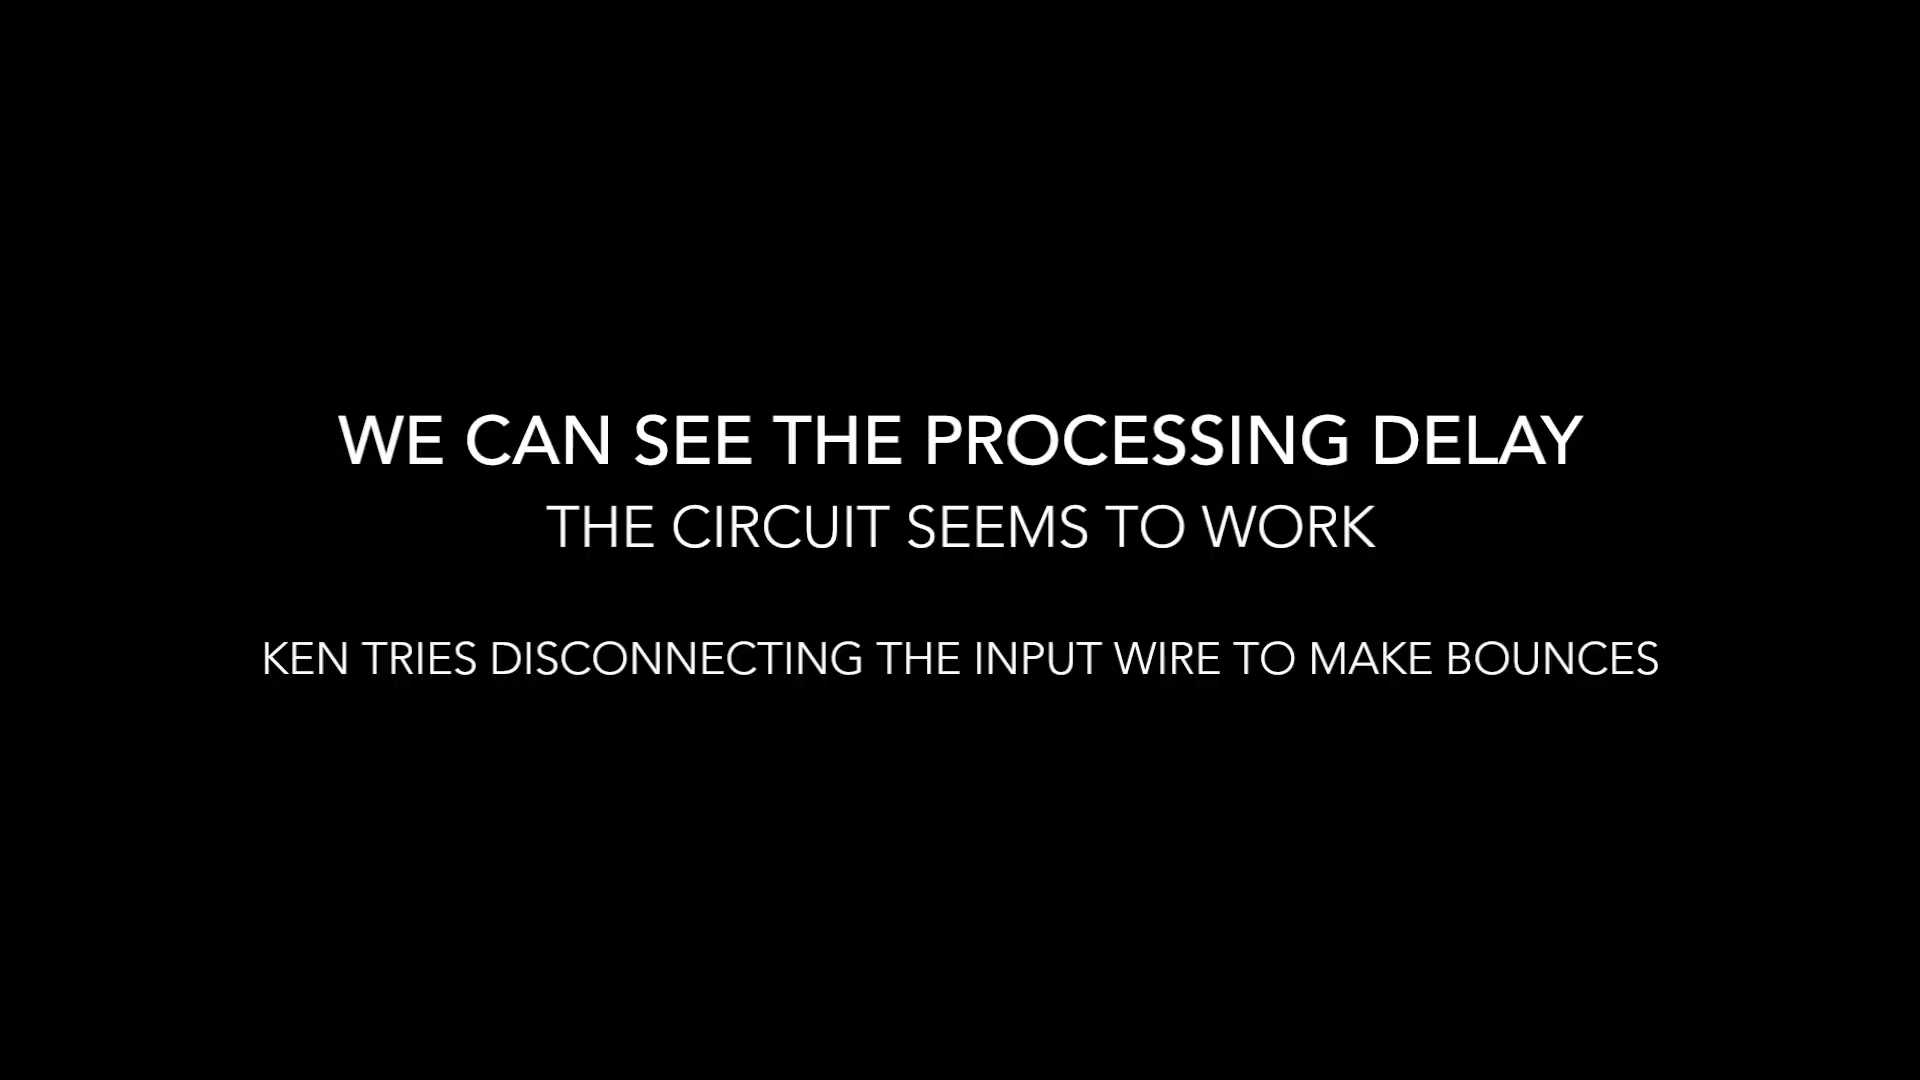 WE CAN SEE THE PROCESSING DELAY
THE CIRCUIT SEEMS TO WORK
KEN TRIES DISCONNECTING THE INPUT WIRE TO MAKE BOUNCES